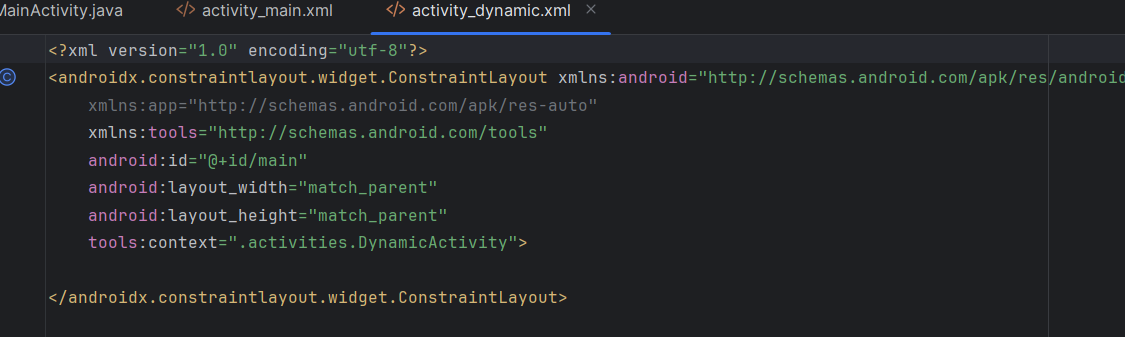 MainActivity.java
</> activity_main.xml
</> activity_dynamic.xml ×
<?xml version="1.0" encoding="utf-8"?>
<androidx.constraintlayout.widget.ConstraintLayout xmlns:android="http://schemas.android.com/apk/res/android
xmlns:app="http://schemas.android.com/apk/res-auto"
xmlns:tools="http://schemas.android.com/tools"
android:id="@+id/main"
android:layout_width="match_parent"
android:layout_height="match_parent"
tools:context=".activities.DynamicActivity">
</androidx.constraintlayout.widget.ConstraintLayout>